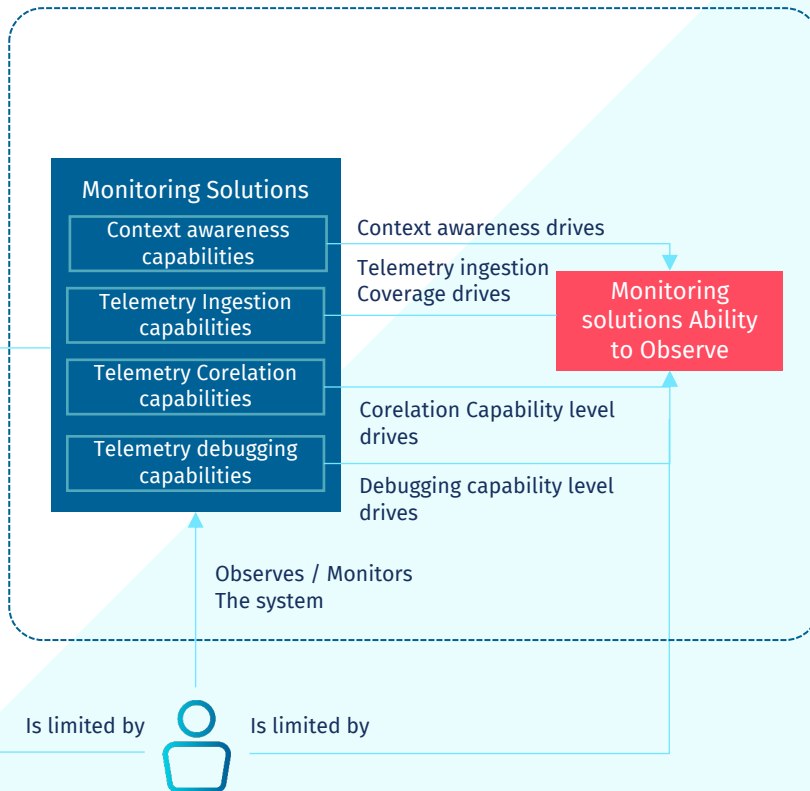 Monitoring Solutions
Context awareness
capabilities
Telemetry Ingestion
capabilities
Telemetry Corelation
capabilities
Telemetry debugging
capabilities
Context awareness drives
Telemetry ingestion
Coverage drives
Corelation Capability level
drives
Debugging capability level
drives
Monitoring
solutions Ability
to Observe
Observes / Monitors
The system
Is limited by
Is limited by